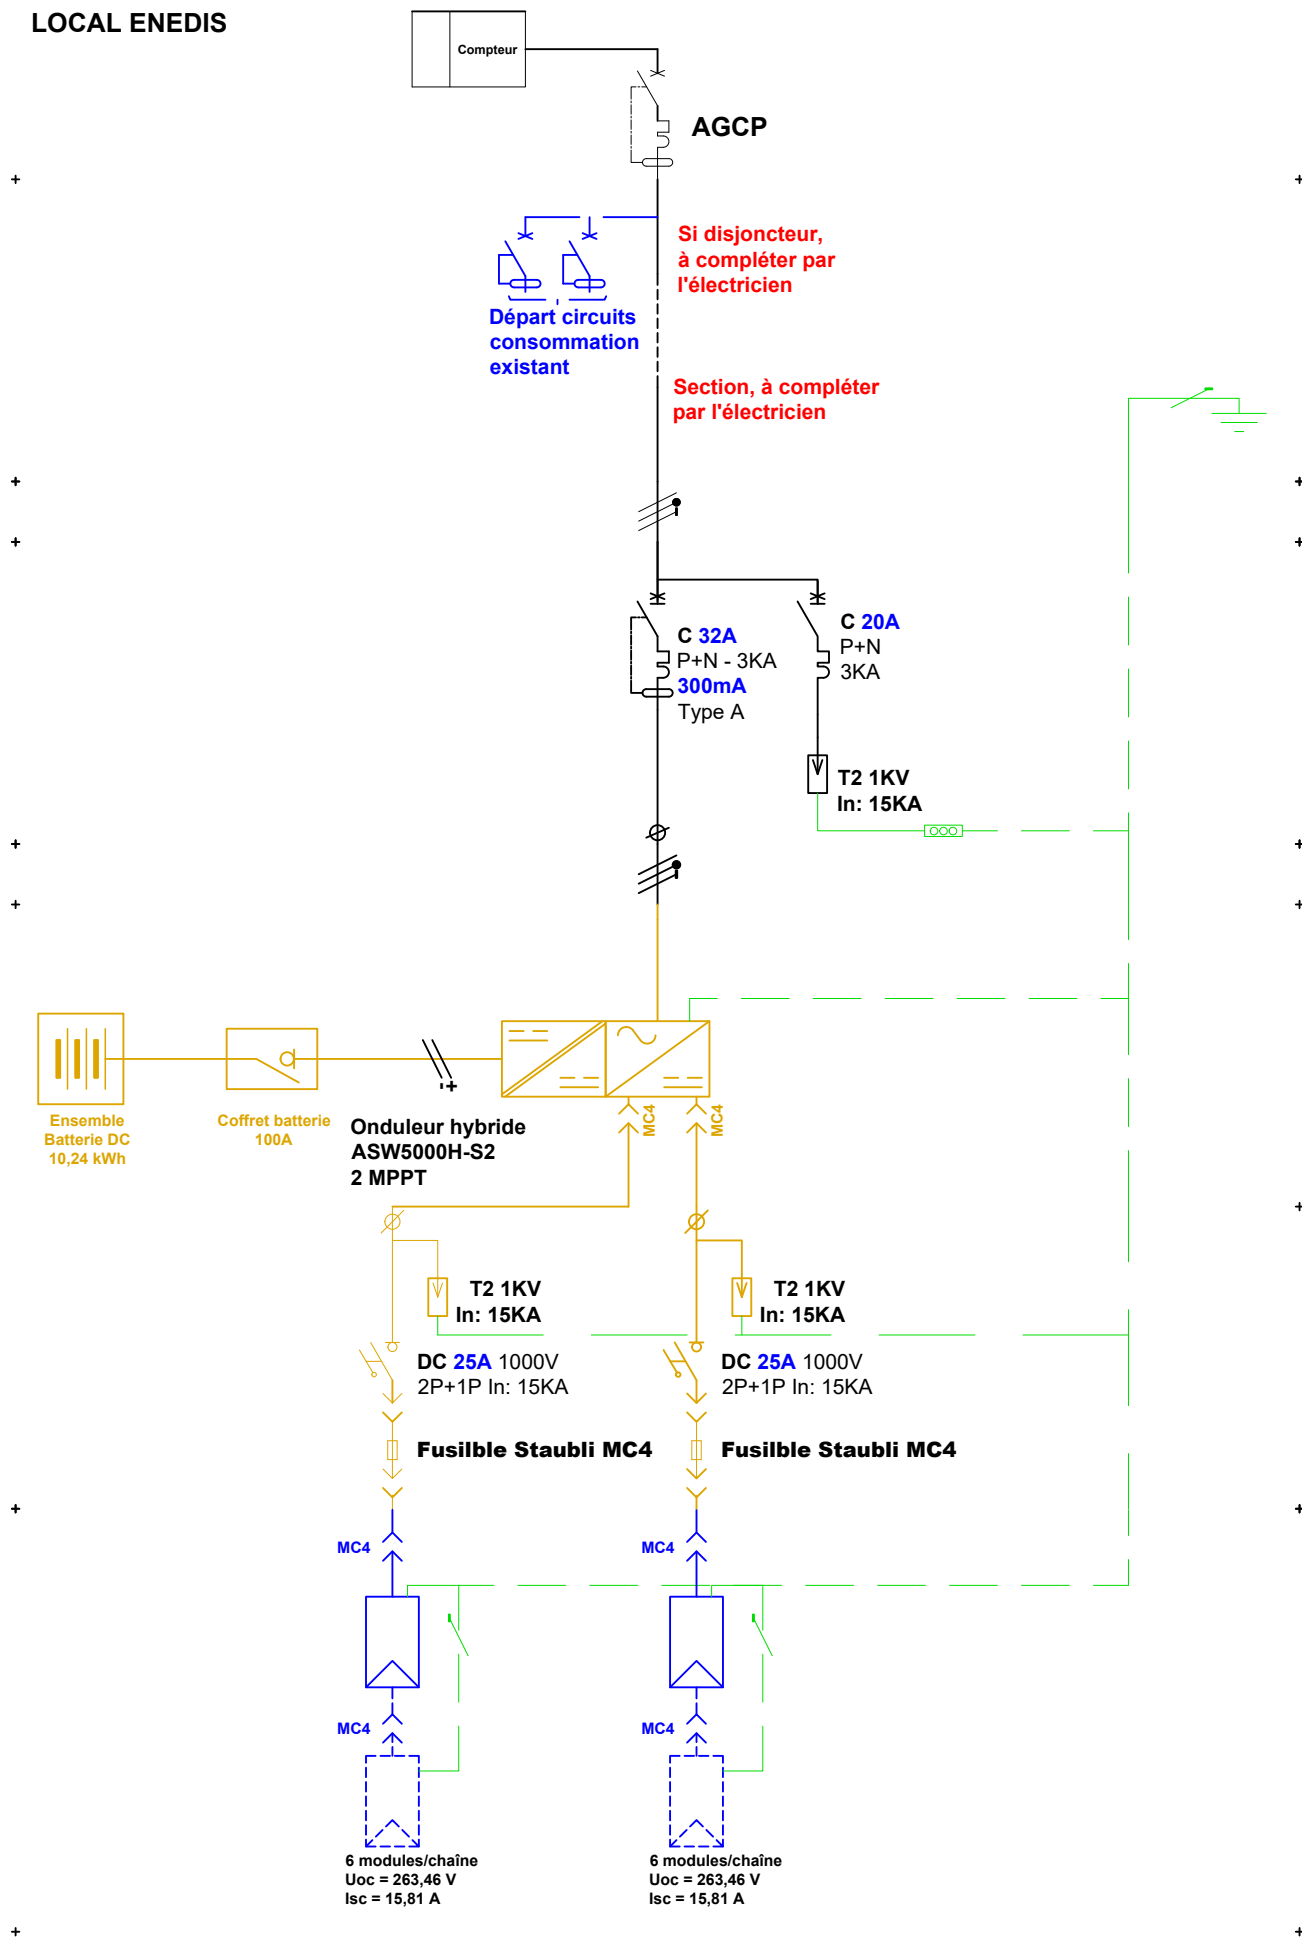 LOCAL ENEDIS
Compteur
AGCP
Si disjoncteur,
à compléter par
l'électricien
Départ circuits
consommation
existant
Section, à compléter
par l'électricien
C 32A
P+N - 3KA
300mA
Type A
C 20A
P+N
3KA
T2 1KV
In: 15KA
Ensemble
Batterie DC
10,24 kWh
Coffret batterie
100A
Onduleur hybride
ASW5000H-S2
2 MPPT
MC4
MC4
T2 1KV
In: 15KA
T2 1KV
In: 15KA
DC 25A 1000V
2P+1P In: 15KA
DC 25A 1000V
2P+1P In: 15KA
Fusilble Staubli MC4
Fusilble Staubli MC4
MC4
MC4
MC4
MC4
6 modules/chaîne
Uoc = 263,46 V
Isc = 15,81 A
6 modules/chaîne
Uoc = 263,46 V
Isc = 15,81 A